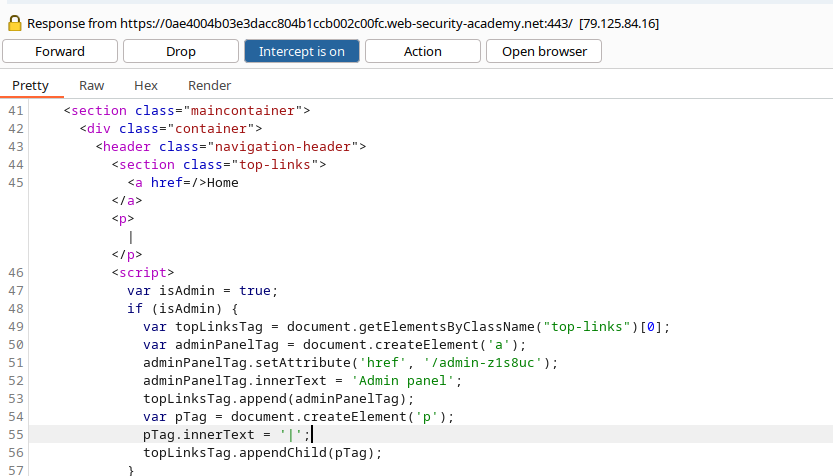 Response from https://0ae4004b03e3dacc804b1ccb002c00fc.web-security-academy.net:443/ [79.125.84.16]
Forward Drop Intercept is on Action Open browser
Pretty Raw Hex Render
41 <section class="maincontainer">
42 <div class="container">
43 <header class="navigation-header">
44 <section class="top-links">
45 <a href=/>Home
</a>
<p>
|
</p>
46 <script>
47 var isAdmin = true;
48 if (isAdmin) {
49 var topLinksTag = document.getElementsByClassName("top-links")[0];
50 var adminPanelTag = document.createElement('a');
51 adminPanelTag.setAttribute('href', '/admin-z1s8uc');
52 adminPanelTag.innerText = 'Admin panel';
53 topLinksTag.append(adminPanelTag);
54 var pTag = document.createElement('p');
55 pTag.innerText = '|';
56 topLinksTag.appendChild(pTag);
57 }